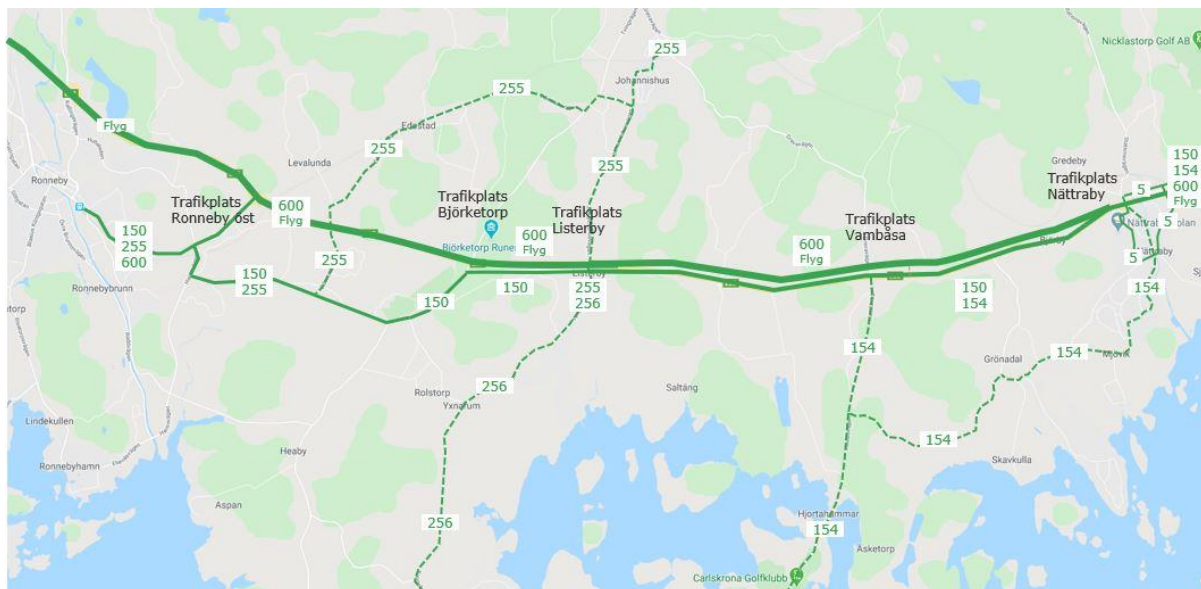 255
Nicklastorp Golf AB
Johannishus
255
Flyg
Edestad
255
Levalunda
255
150
154
600
Flyg
Gredeby
Ronneby
Trafikplats
Ronneby öst
600
Flyg
Trafikplats
Björketorp
Trafikplats
Listerby
Trafikplats
Nättraby
5
5
5
150
255
600
Björketorp Runer
600
Flyg
600
Flyg
Trafikplats
Vambåsa
255
Listerby
Ronnebybrunn
150
255
150
150
255
256
150
154
154
154
154
Mjövik
Grönadal
256
Rolstorp
Yxnarum
Saltäng
Lindekullen
Heaby
154
Skavkulla
Ronnebyhamn
Aspan
256
Hjortahammar
154
Äsketorp
Carlskrona Golfklubb